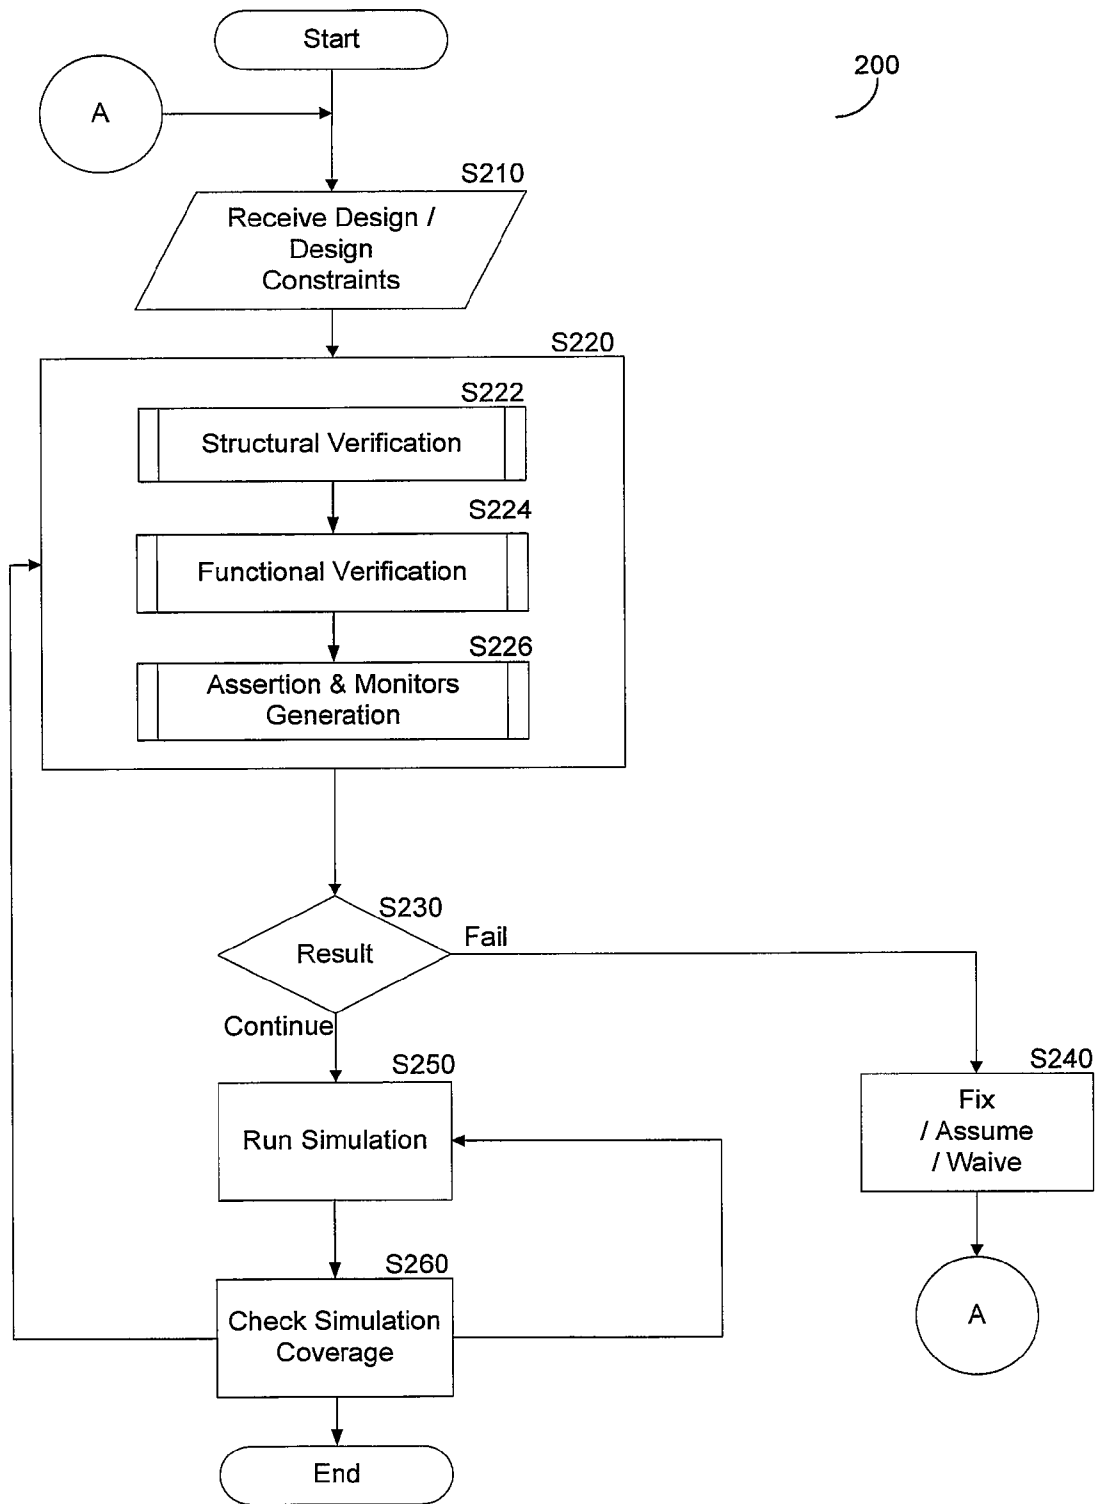 Start
A
200
S210
Receive Design /
Design
Constraints
S220
S222
Structural Verification
S224
Functional Verification
S226
Assertion & Monitors
Generation
S230
Result
Fail
Continue
S250
Run Simulation
S240
Fix
/ Assume
/ Waive
S260
Check Simulation
Coverage
A
End